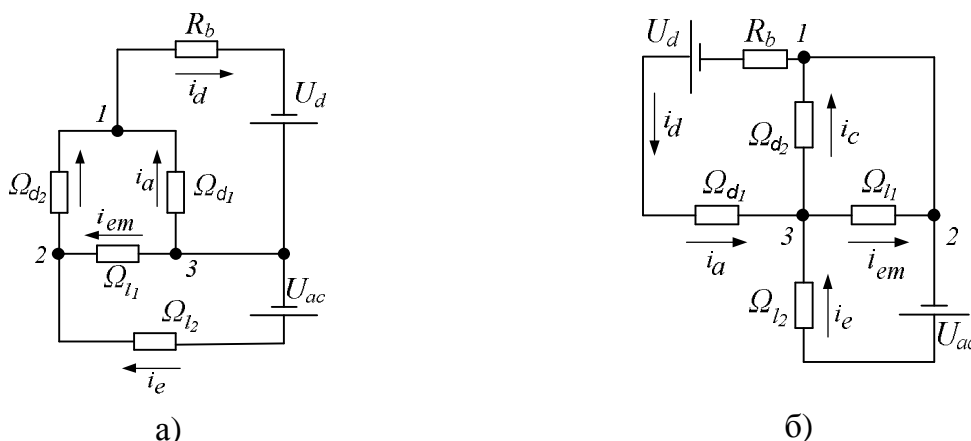 R_b
i_d
U_d
1
Ω_d2
i_a
Ω_d1
i_em
2
Ω_l1
3
U_ac
Ω_l2
i_e
а)
U_d
R_b
1
i_d
Ω_d2
i_c
Ω_d1
Ω_l1
3
2
i_a
i_em
Ω_l2
i_e
U_ac
б)